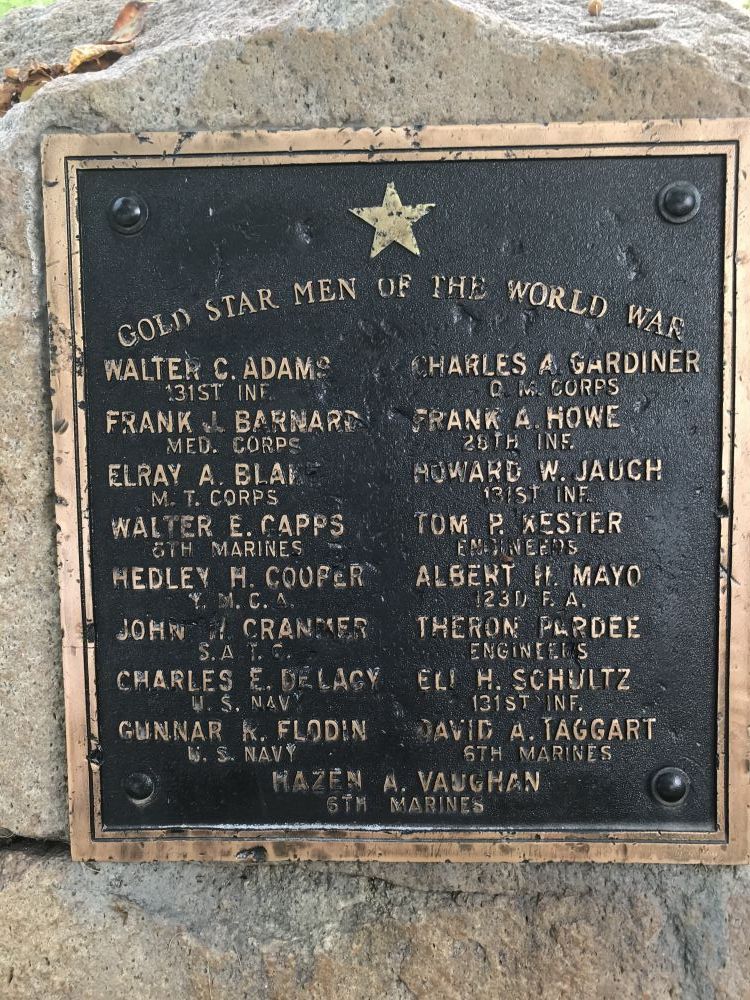 GOLD STAR MEN OF THE WORLD WAR
WALTER C. ADAMS
131ST INF.
FRANK J. BARNARD
MED. CORPS
ELRAY A. BLAKE
M. T. CORPS
WALTER E. CAPPS
6TH MARINES
HEDLEY H. COOPER
Y. M. C. A.
JOHN W. CRANMER
S. A. T. C.
CHARLES E. DELACY
U. S. NAVY
GUNNAR R. FLODIN
U. S. NAVY
CHARLES A. GARDINER
Q. M. CORPS
FRANK A. HOWE
28TH INF.
HOWARD W. JAUCH
131ST INF.
TOM P. KESTER
ENGINEERS
ALBERT H. MAYO
123D F. A.
THERON PARDEE
ENGINEERS
ELI H. SCHULTZ
131ST INF.
DAVID A. TAGGART
6TH MARINES
HAZEN A. VAUGHAN
6TH MARINES